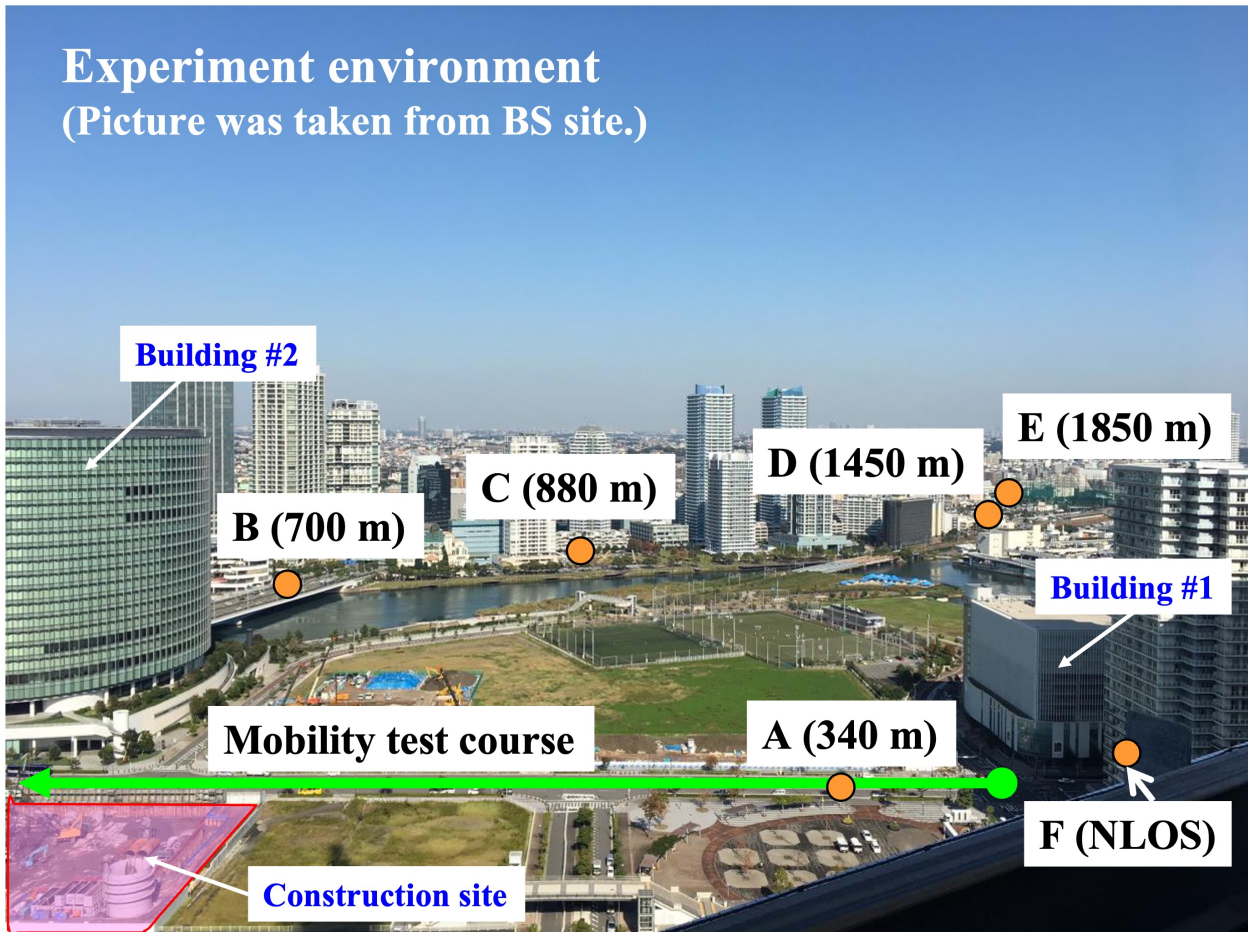 Experiment environment
(Picture was taken from BS site.)
Building #2
E (1850 m)
D (1450 m)
C (880 m)
B (700 m)
Building #1
Mobility test course
A (340 m)
F (NLOS)
Construction site